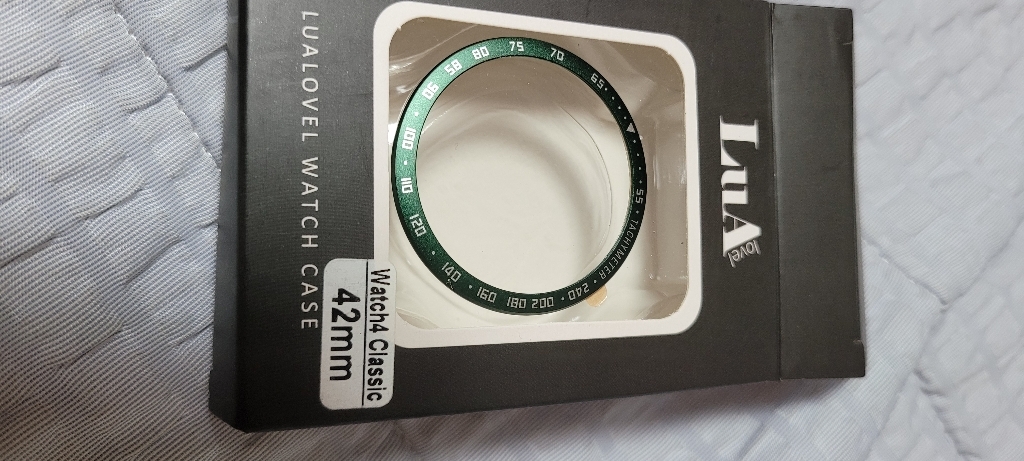 LuA
lovel
65
70
75
80
85
90
100
110
120
140
160
180
200
240
TACHYMETER
55
Watch4 Classic
42mm
LUALOVEL WATCH CASE